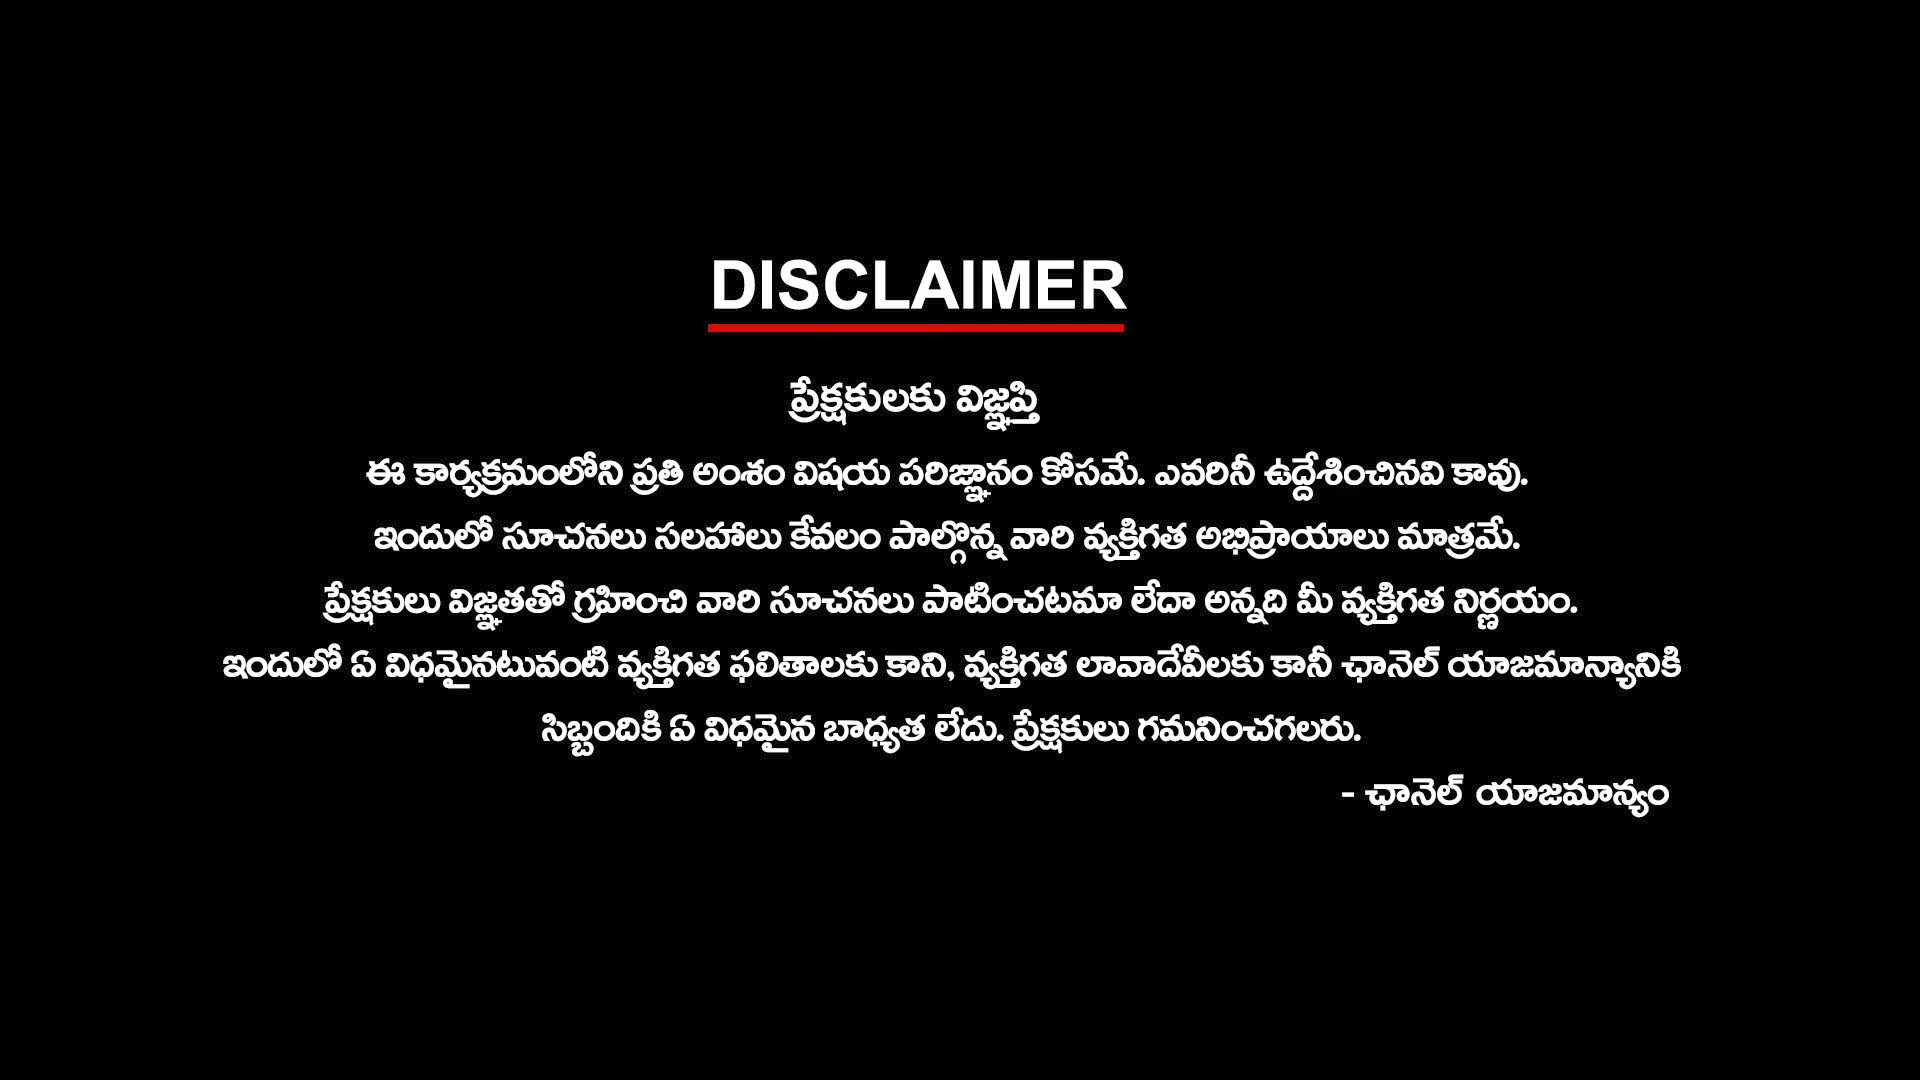 DISCLAIMER
ప్రేక్షకులకు విజ్ఞప్తి
ఈ కార్యక్రమంలోని ప్రతి అంశం విషయ పరిజ్ఞానం కోసమే. ఎవరినీ ఉద్దేశించినవి కావు.
ఇందులో సూచనలు సలహాలు కేవలం పాల్గొన్న వారి వ్యక్తిగత అభిప్రాయాలు మాత్రమే.
ప్రేక్షకులు విజ్ఞతతో గ్రహించి వారి సూచనలు పాటించటమా లేదా అన్నది మీ వ్యక్తిగత నిర్ణయం.
ఇందులో ఏ విధమైనటువంటి వ్యక్తిగత ఫలితాలకు కాని, వ్యక్తిగత లావాదేవీలకు కానీ ఛానెల్ యాజమాన్యానికి
సిబ్బందికి ఏ విధమైన బాధ్యత లేదు. ప్రేక్షకులు గమనించగలరు.
- ఛానెల్ యాజమాన్యం